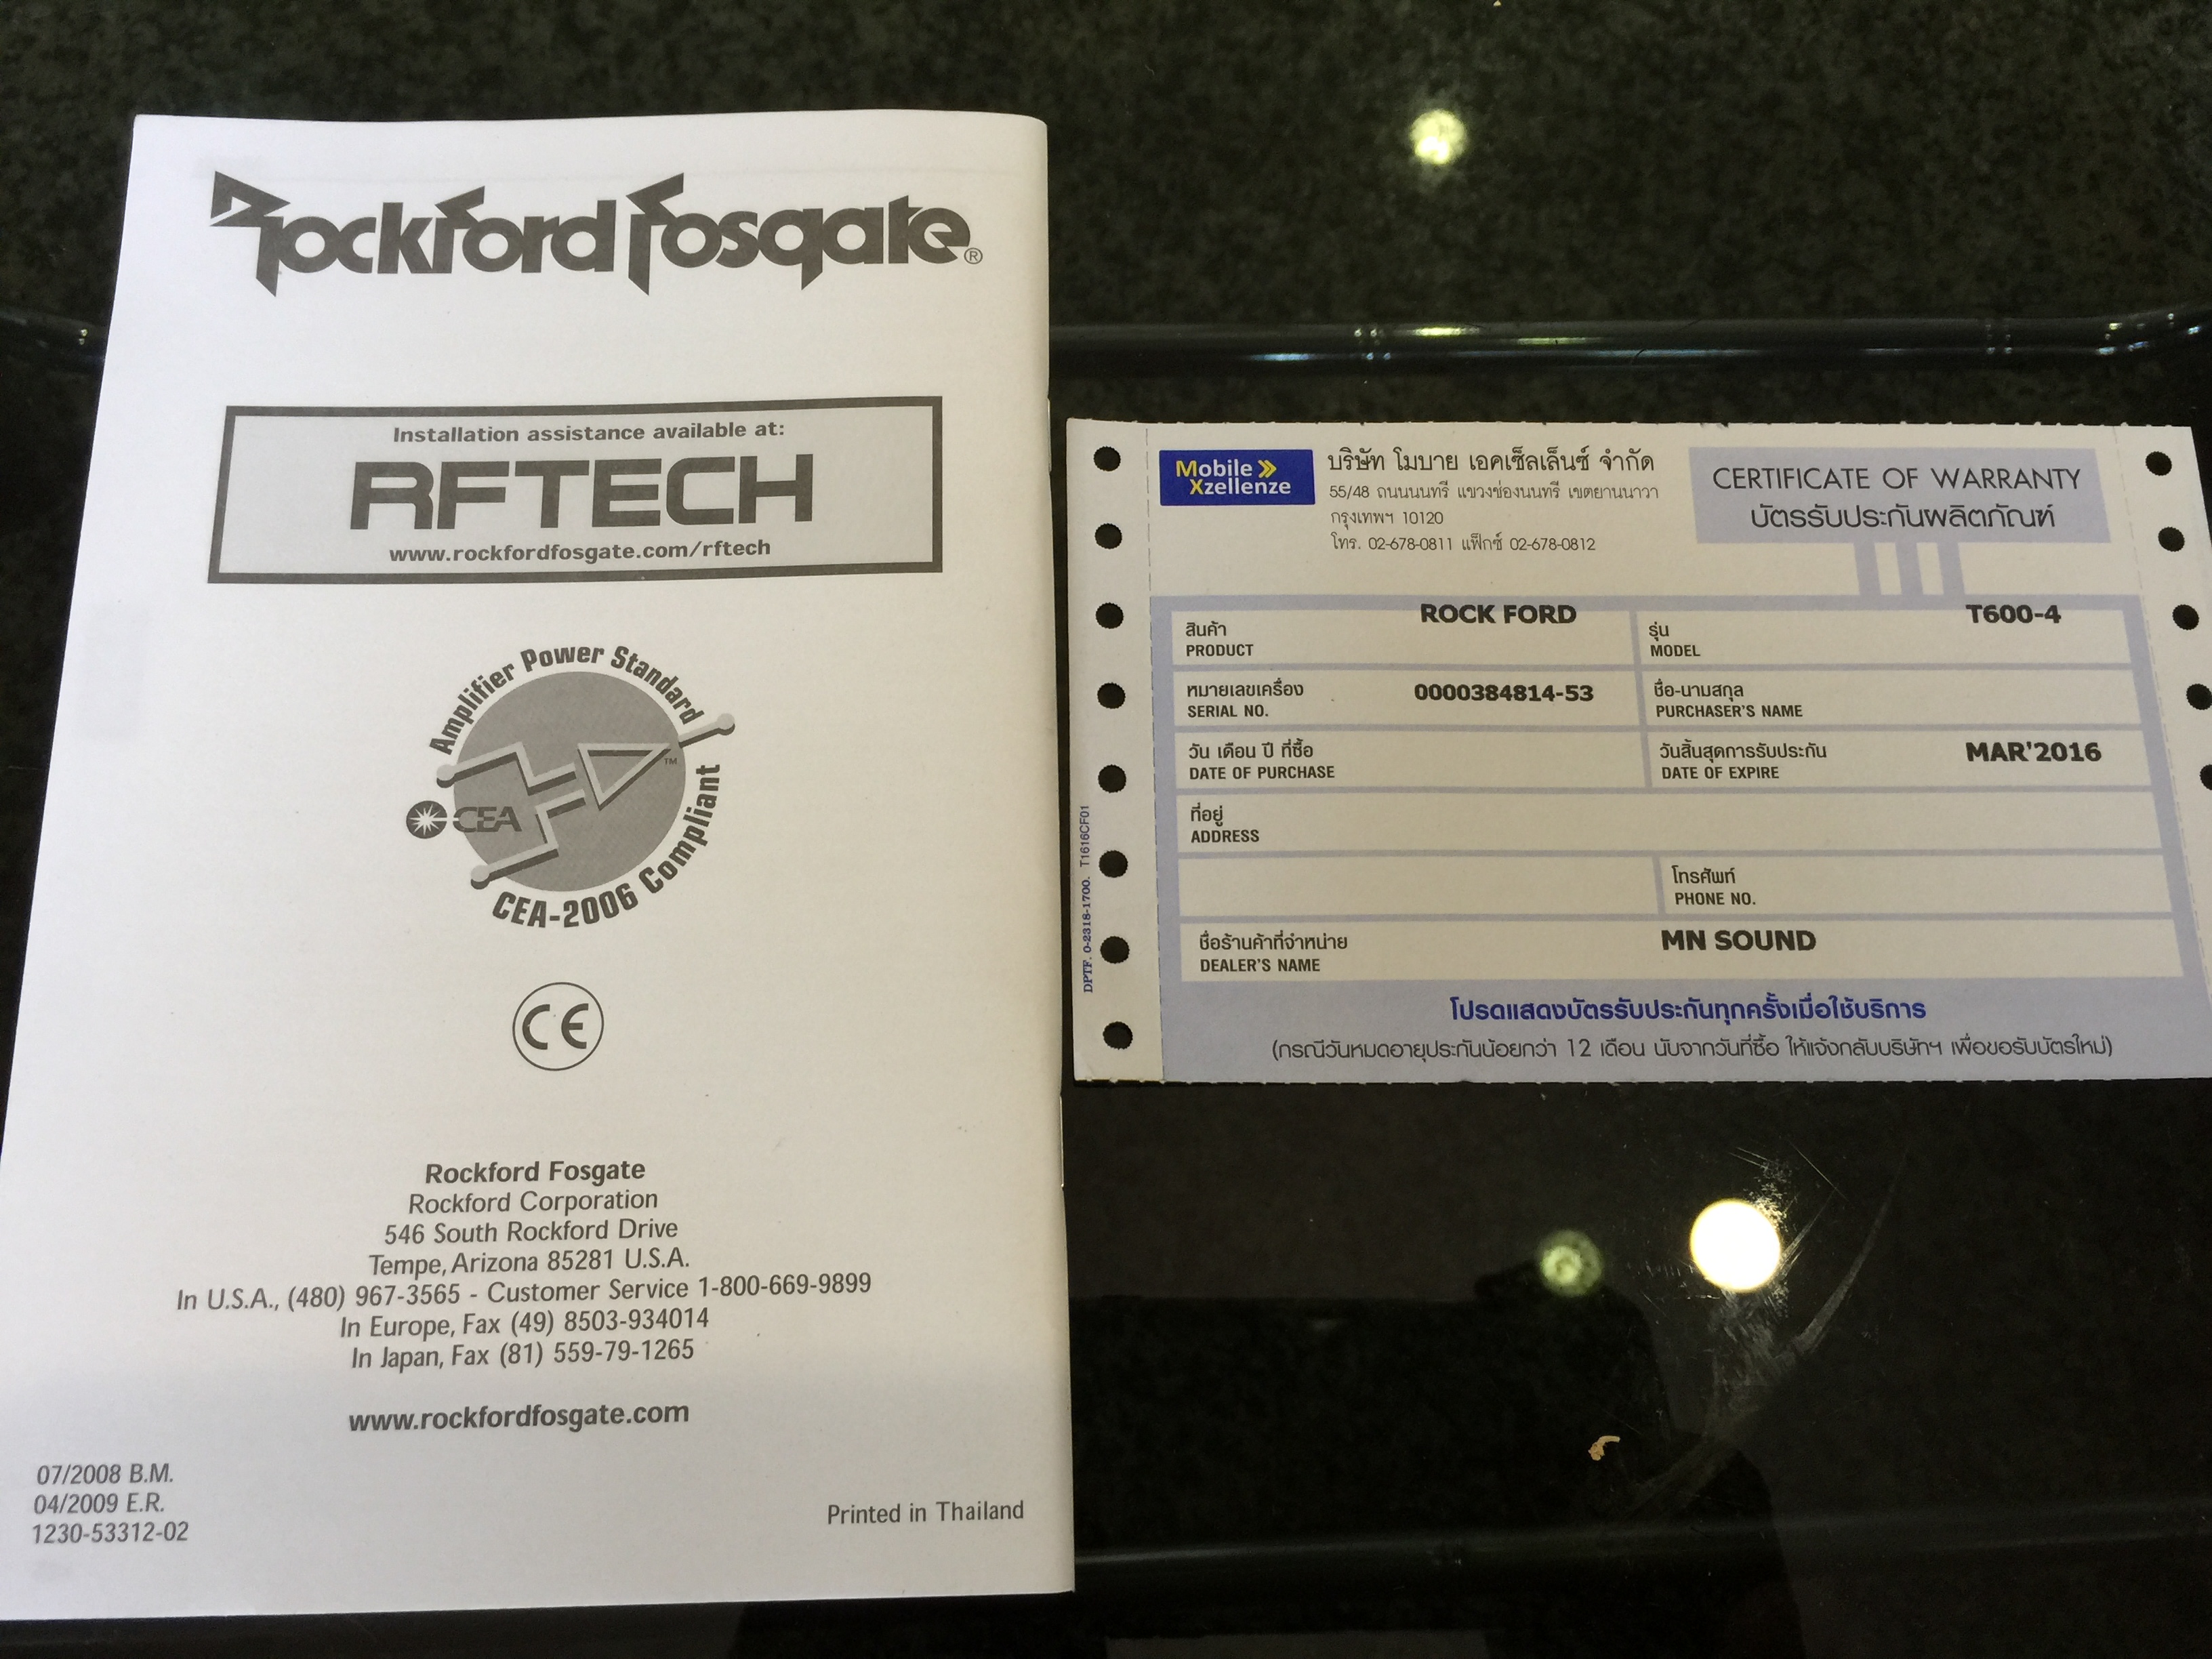 Rockford Fosgate®
Installation assistance available at:
RFTECH
www.rockfordfosgate.com/rftech
Amplifier Power Standard
TM
CEA
CEA-2006 Compliant
CE
Rockford Fosgate
Rockford Corporation
546 South Rockford Drive
Tempe, Arizona 85281 U.S.A.
In U.S.A., (480) 967-3565 - Customer Service 1-800-669-9899
In Europe, Fax (49) 8503-934014
In Japan, Fax (81) 559-79-1265
www.rockfordfosgate.com
07/2008 B.M.
04/2009 E.R.
1230-53312-02
Printed in Thailand
Mobile
Xzellenze
บริษัท โมบาย เอคเซ็ลเล็นซ์ จำกัด
55/48 ถนนนนทรี แขวงช่องนนทรี เขตยานนาวา
กรุงเทพฯ 10120
โทร. 02-678-0811 แฟ็กซ์ 02-678-0812
CERTIFICATE OF WARRANTY
บัตรรับประกันผลิตภัณฑ์
สินค้า
PRODUCT
ROCK FORD
รุ่น
MODEL
T600-4
หมายเลขเครื่อง
SERIAL NO.
0000384814-53
ชื่อ-นามสกุล
PURCHASER'S NAME
วัน เดือน ปี ที่ซื้อ
DATE OF PURCHASE
วันสิ้นสุดการรับประกัน
DATE OF EXPIRE
MAR'2016
ที่อยู่
ADDRESS
โทรศัพท์
PHONE NO.
ชื่อร้านค้าที่จำหน่าย
DEALER'S NAME
MN SOUND
โปรดแสดงบัตรรับประกันทุกครั้งเมื่อใช้บริการ
(กรณีวันหมดอายุประกันน้อยกว่า 12 เดือน นับจากวันที่ซื้อ ให้แจ้งกลับบริษัทฯ เพื่อขอรับบัตรใหม่)
DPTF. 0-2318-1700. T1616CF01